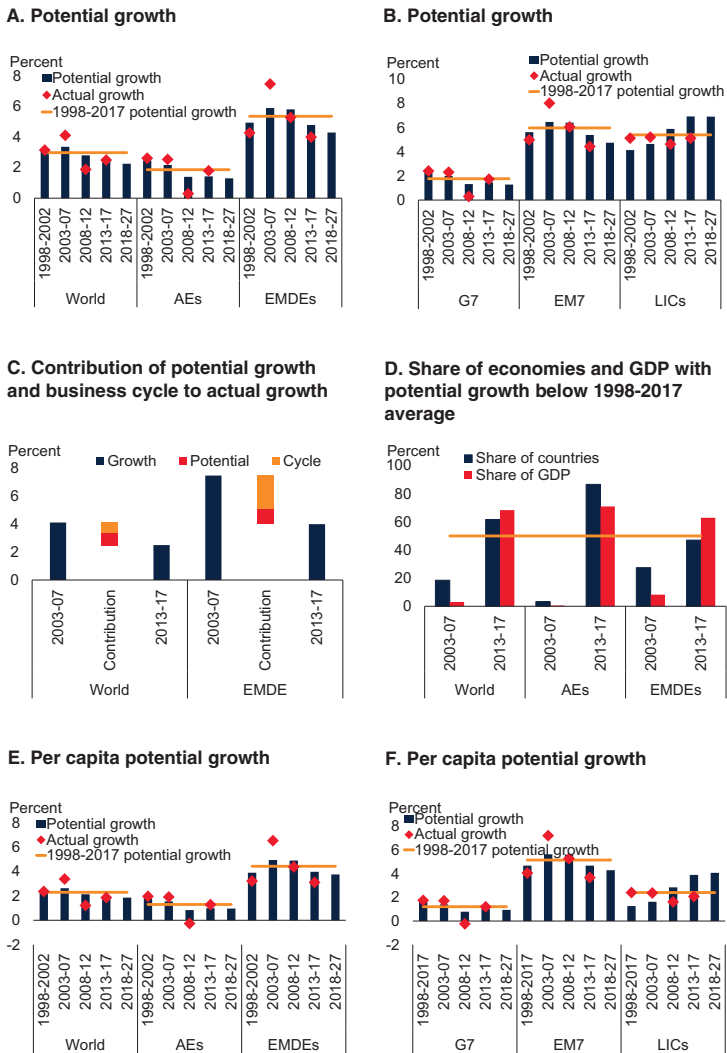 A. Potential growth
Percent
8
6
4
2
0
Potential growth
Actual growth
1998-2017 potential growth
1998-2002
2003-07
2008-12
2013-17
2018-27
1998-2002
2003-07
2008-12
2013-17
2018-27
1998-2002
2003-07
2008-12
2013-17
2018-27
World
AEs
EMDEs
B. Potential growth
Percent
10
8
6
4
2
0
Potential growth
Actual growth
1998-2017 potential growth
1998-2002
2003-07
2008-12
2013-17
2018-27
1998-2002
2003-07
2008-12
2013-17
2018-27
1998-2002
2003-07
2008-12
2013-17
2018-27
G7
EM7
LICs
C. Contribution of potential growth
and business cycle to actual growth
Percent
8
6
4
2
0
Growth
Potential
Cycle
2003-07
Contribution
2013-17
2003-07
Contribution
2013-17
World
EMDE
D. Share of economies and GDP with
potential growth below 1998-2017
average
Percent
100
80
60
40
20
0
Share of countries
Share of GDP
2003-07
2013-17
2003-07
2013-17
2003-07
2013-17
World
AEs
EMDEs
E. Per capita potential growth
Percent
8
6
4
2
0
-2
Potential growth
Actual growth
1998-2017 potential growth
1998-2002
2003-07
2008-12
2013-17
2018-27
1998-2002
2003-07
2008-12
2013-17
2018-27
1998-2002
2003-07
2008-12
2013-17
2018-27
World
AEs
EMDEs
F. Per capita potential growth
Percent
8
6
4
2
0
-2
Potential growth
Actual growth
1998-2017 potential growth
1998-2017
2003-07
2008-12
2013-17
2018-27
1998-2017
2003-07
2008-12
2013-17
2018-27
1998-2017
2003-07
2008-12
2013-17
2018-27
G7
EM7
LICs